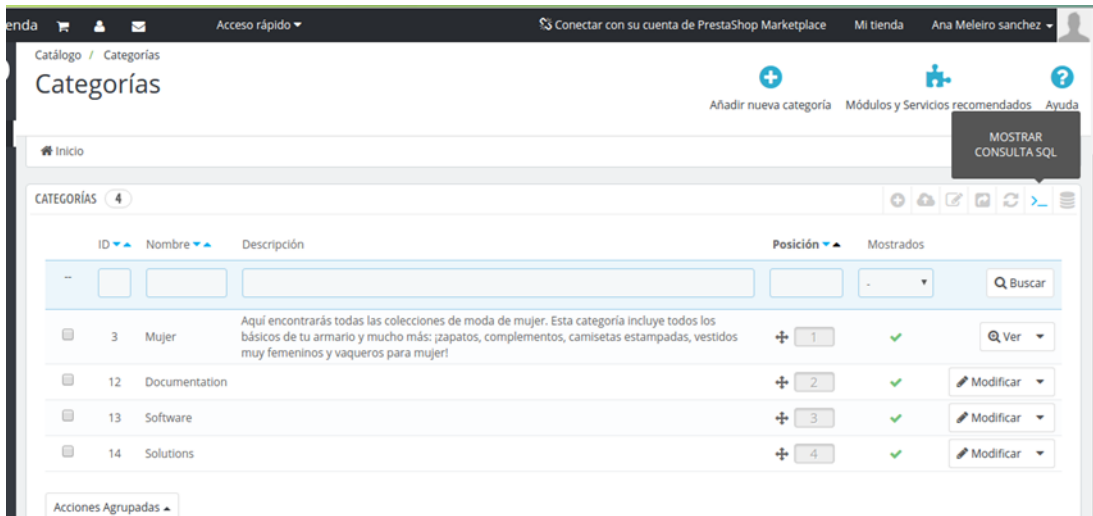 enda Acceso rápido Conectar con su cuenta de PrestaShop Marketplace Mi tienda Ana Meleiro sanchez
Catálogo / Categorías
Categorías
Añadir nueva categoría Módulos y Servicios recomendados Ayuda
MOSTRAR
CONSULTA SQL
Inicio
CATEGORÍAS 4
ID Nombre Descripción Posición Mostrados
-- - Buscar
3 Mujer Aquí encontrarás todas las colecciones de moda de mujer. Esta categoría incluye todos los
básicos de tu armario y mucho más: ¡zapatos, complementos, camisetas estampadas, vestidos
muy femeninos y vaqueros para mujer! 1 Ver
12 Documentation 2 Modificar
13 Software 3 Modificar
14 Solutions 4 Modificar
Acciones Agrupadas